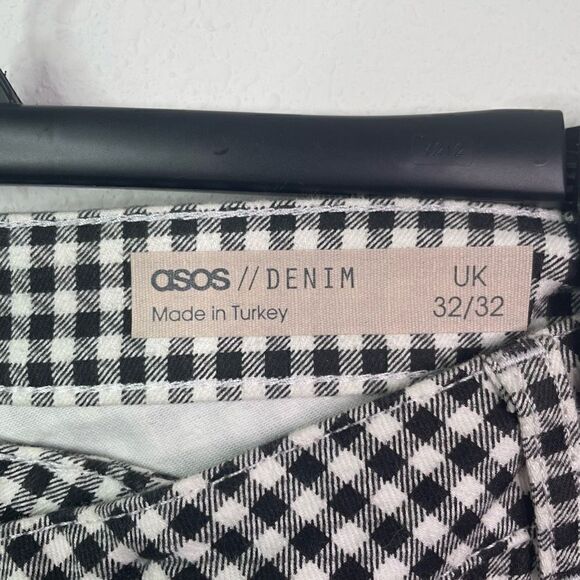 asos // DENIM UK
Made in Turkey 32/32